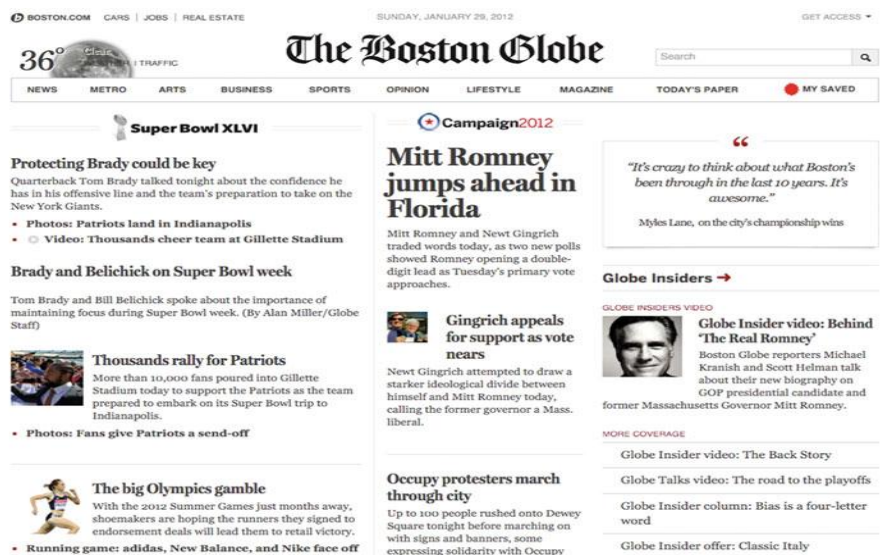 BOSTON.COM CARS | JOBS | REAL ESTATE
SUNDAY, JANUARY 29, 2012
GET ACCESS
36°
Clear
| TRAFFIC
The Boston Globe
Search
NEWS METRO ARTS BUSINESS SPORTS OPINION LIFESTYLE MAGAZINE TODAY'S PAPER MY SAVED
Super Bowl XLVI
Protecting Brady could be key
Quarterback Tom Brady talked tonight about the confidence he
has in his offensive line and the team's preparation to take on the
New York Giants.
• Photos: Patriots land in Indianapolis
• Video: Thousands cheer team at Gillette Stadium
Brady and Belichick on Super Bowl week
Tom Brady and Bill Belichick spoke about the importance of
maintaining focus during Super Bowl week. (By Alan Miller/Globe
Staff)
Thousands rally for Patriots
More than 10,000 fans poured into Gillette
Stadium today to support the Patriots as the team
prepared to embark on its Super Bowl trip to
Indianapolis.
• Photos: Fans give Patriots a send-off
The big Olympics gamble
With the 2012 Summer Games just months away,
shoemakers are hoping the runners they signed to
endorsement deals will lead them to retail victory.
• Running game: adidas, New Balance, and Nike face off
Campaign2012
Mitt Romney
jumps ahead in
Florida
Mitt Romney and Newt Gingrich
traded words today, as two new polls
showed Romney opening a double-
digit lead as Tuesday's primary vote
approaches.
Gingrich appeals
for support as vote
nears
Newt Gingrich attempted to draw a
starker ideological divide between
himself and Mitt Romney today,
calling the former governor a Mass.
liberal.
Occupy protesters march
through city
Up to 100 people rushed onto Dewey
Square tonight before marching on
with signs and banners, some
expressing solidarity with Occupy
“
“It's crazy to think about what Boston's
been through in the last 10 years. It's
awesome.”
Myles Lane, on the city's championship wins
Globe Insiders →
GLOBE INSIDERS VIDEO
Globe Insider video: Behind
'The Real Romney'
Boston Globe reporters Michael
Kranish and Scott Helman talk
about their new biography on
GOP presidential candidate and
former Massachusetts Governor Mitt Romney.
MORE COVERAGE
Globe Insider video: The Back Story
Globe Talks video: The road to the playoffs
Globe Insider column: Bias is a four-letter
word
Globe Insider offer: Classic Italy